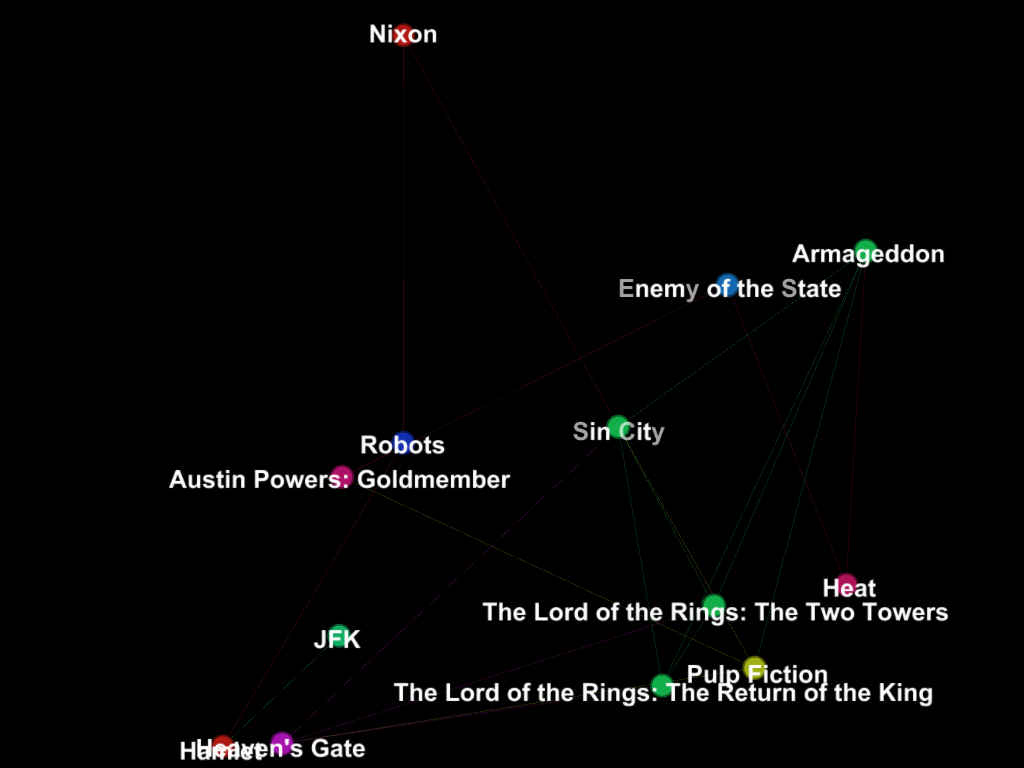 Nixon
Armageddon
Enemy of the State
Sin City
Robots
Austin Powers: Goldmember
Heat
The Lord of the Rings: The Two Towers
JFK
Pulp Fiction
The Lord of the Rings: The Return of the King
Hamlet
Heaven's Gate